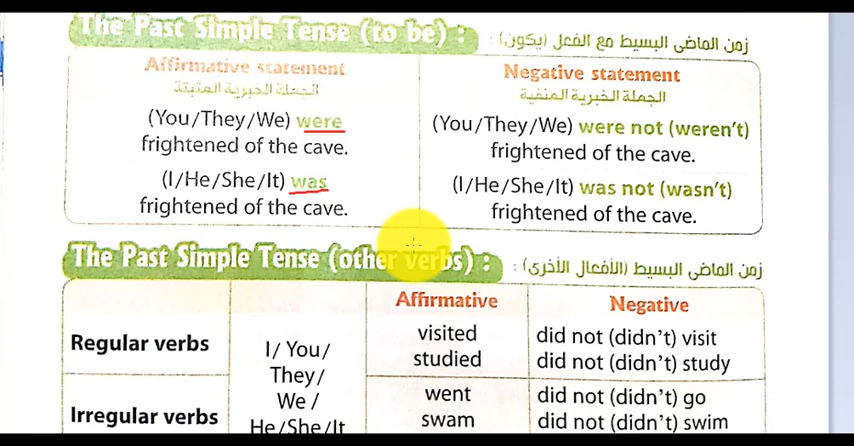 The Past Simple Tense (to be) :
زمن الماضى البسيط مع الفعل (يكون) :
Affirmative statement
الجملة الخبرية المثبتة
Negative statement
الجملة الخبرية المنفية
(You/They/We) were
frightened of the cave.
(You/They/We) were not (weren't)
frightened of the cave.
(I/He/She/It) was
frightened of the cave.
(I/He/She/It) was not (wasn't)
frightened of the cave.
The Past Simple Tense (other verbs) :
زمن الماضى البسيط (الأفعال الأخرى) :
Affirmative
Negative
Regular verbs
I/ You/
They/
We /
He/She/It
visited
studied
did not (didn't) visit
did not (didn't) study
Irregular verbs
went
swam
did not (didn't) go
did not (didn't) swim